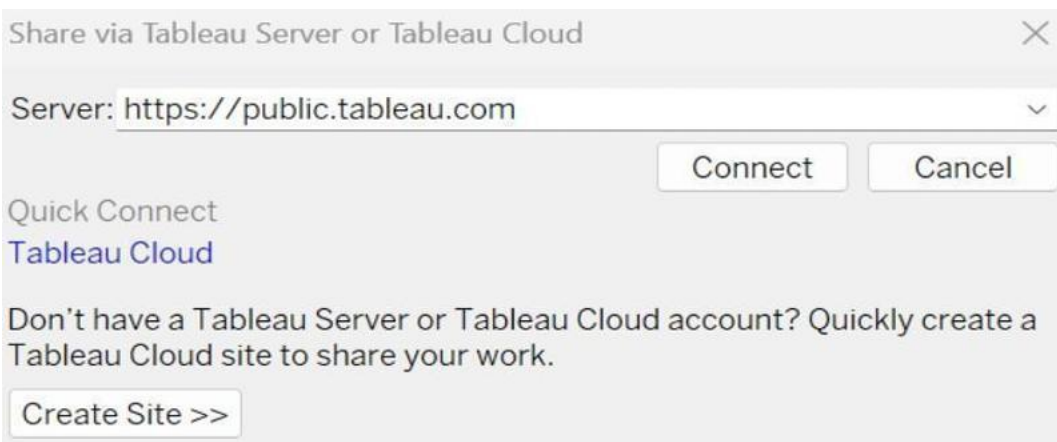 Share via Tableau Server or Tableau Cloud
Server: https://public.tableau.com
Connect Cancel
Quick Connect
Tableau Cloud
Don't have a Tableau Server or Tableau Cloud account? Quickly create a
Tableau Cloud site to share your work.
Create Site >>